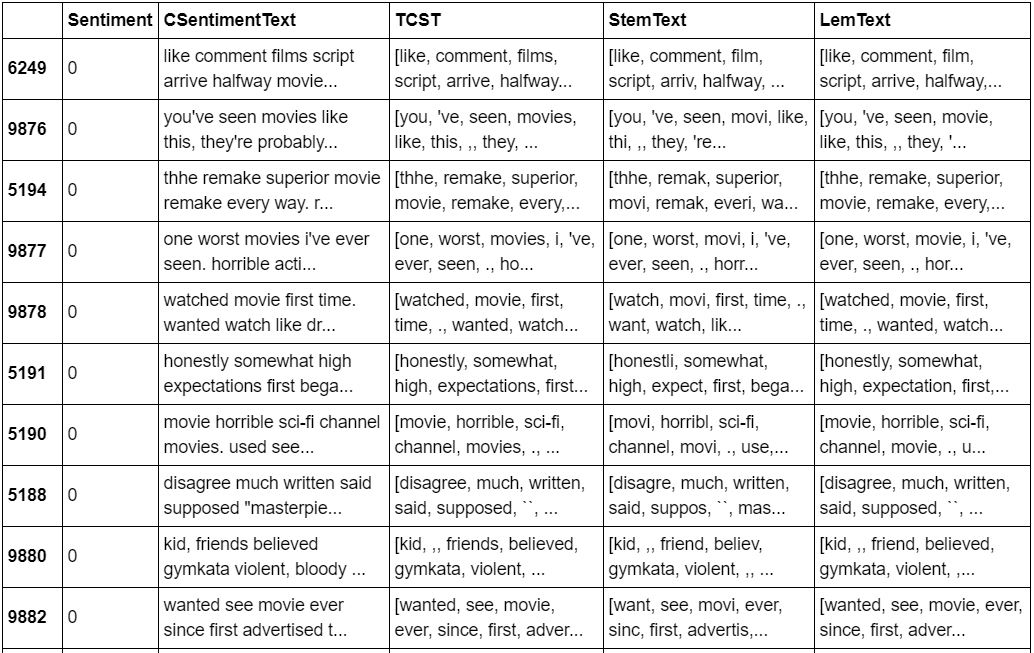 Sentiment CSentimentText TCST StemText LemText
6249 0 like comment films script arrive halfway movie... [like, comment, films, script, arrive, halfway... [like, comment, film, script, arriv, halfway, ... [like, comment, film, script, arrive, halfway,...
9876 0 you've seen movies like this, they're probably... [you, 've, seen, movies, like, this, ,, they, ... [you, 've, seen, movi, like, thi, ,, they, 're... [you, 've, seen, movie, like, this, ,, they, '...
5194 0 thhe remake superior movie remake every way. r... [thhe, remake, superior, movie, remake, every,... [thhe, remak, superior, movi, remak, everi, wa... [thhe, remake, superior, movie, remake, every,...
9877 0 one worst movies i've ever seen. horrible acti... [one, worst, movies, i, 've, ever, seen, ., ho... [one, worst, movi, i, 've, ever, seen, ., horr... [one, worst, movie, i, 've, ever, seen, ., hor...
9878 0 watched movie first time. wanted watch like dr... [watched, movie, first, time, ., wanted, watch... [watch, movi, first, time, ., want, watch, lik... [watched, movie, first, time, ., wanted, watch...
5191 0 honestly somewhat high expectations first bega... [honestly, somewhat, high, expectations, first... [honestli, somewhat, high, expect, first, bega... [honestly, somewhat, high, expectation, first,...
5190 0 movie horrible sci-fi channel movies. used see... [movie, horrible, sci-fi, channel, movies, ., ... [movi, horribl, sci-fi, channel, movi, ., use,... [movie, horrible, sci-fi, channel, movie, ., u...
5188 0 disagree much written said supposed "masterpie... [disagree, much, written, said, supposed, ``, ... [disagre, much, written, said, suppos, ``, mas... [disagree, much, written, said, supposed, ``, ...
9880 0 kid, friends believed gymkata violent, bloody ... [kid, ,, friends, believed, gymkata, violent, ... [kid, ,, friend, believ, gymkata, violent, ,, ... [kid, ,, friend, believed, gymkata, violent, ,...
9882 0 wanted see movie ever since first advertised t... [wanted, see, movie, ever, since, first, adver... [want, see, movi, ever, sinc, first, advertis,... [wanted, see, movie, ever, since, first, adver...